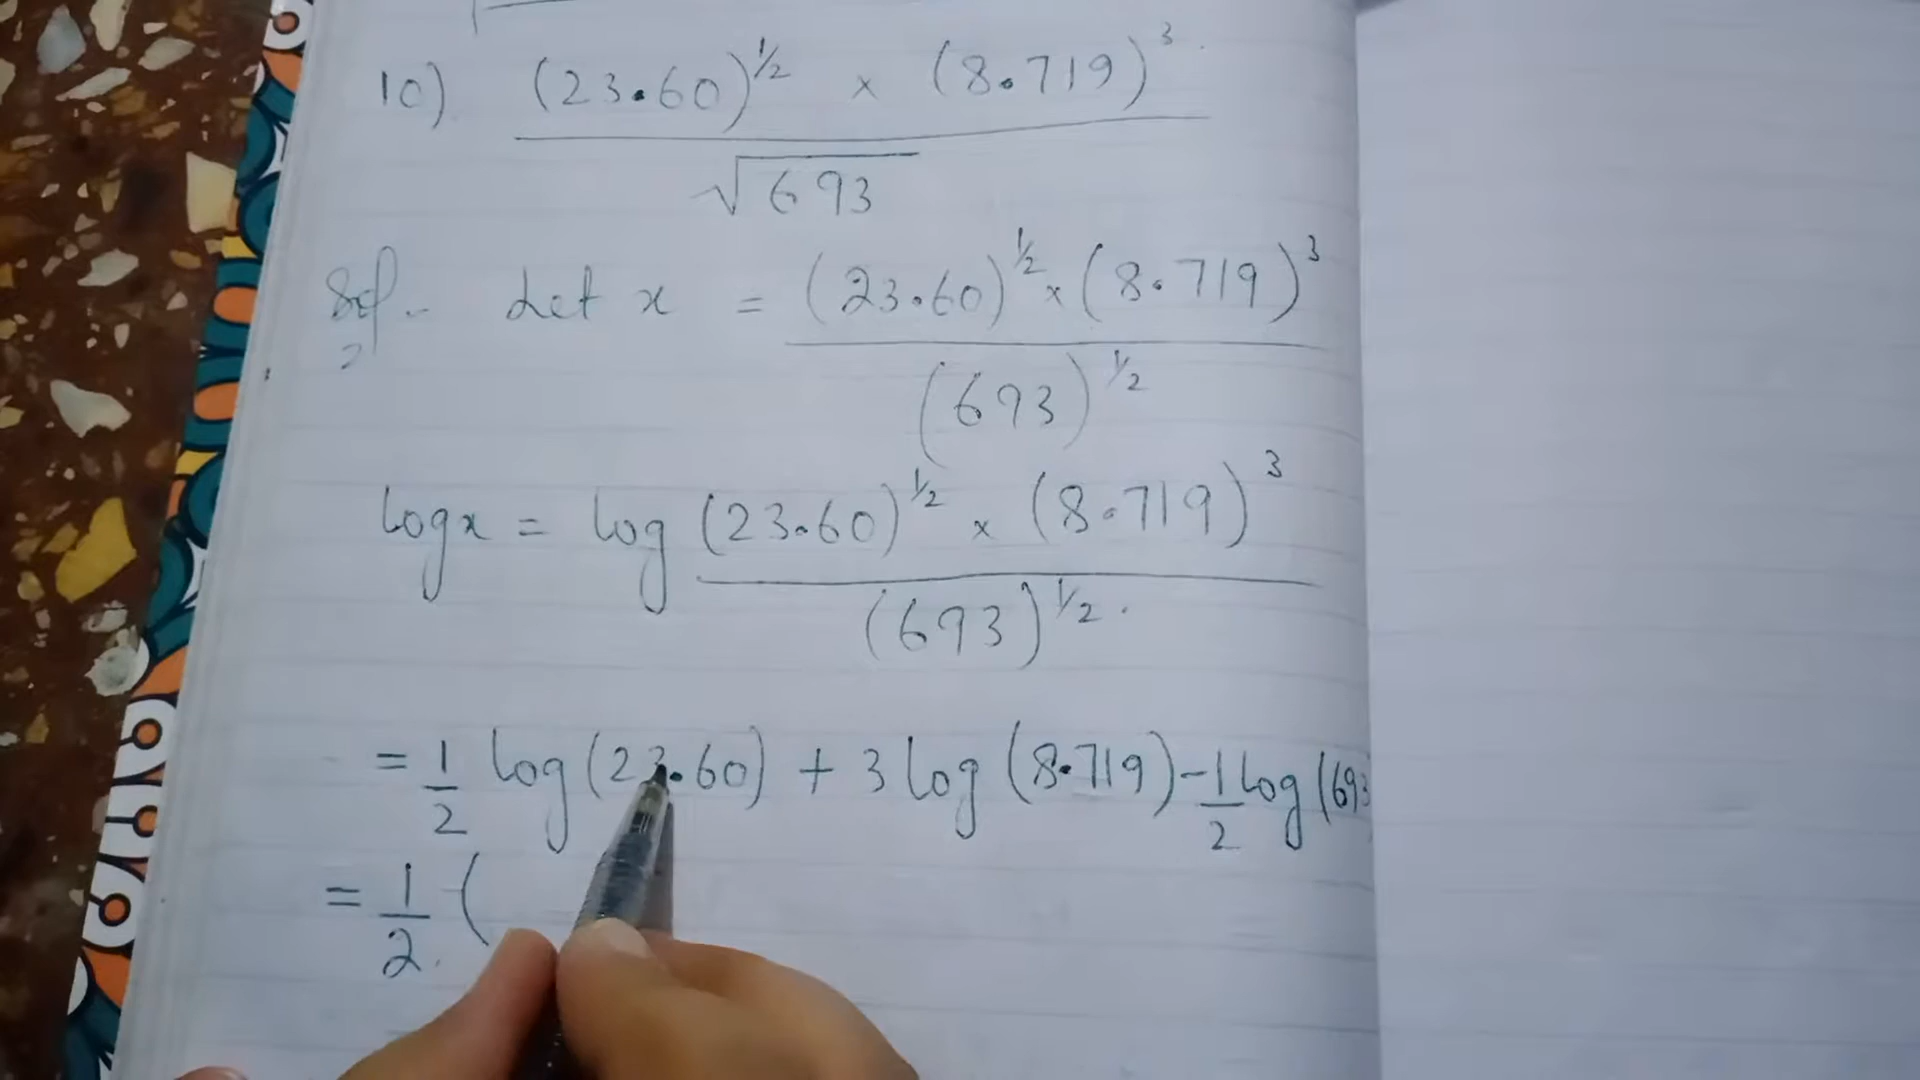 10) (23.60)^1/2 × (8.719)^3
√693
Sol. Let x = (23.60)^1/2 × (8.719)^3
(693)^1/2
log x = log (23.60)^1/2 × (8.719)^3
(693)^1/2.
= 1/2 log (23.60) + 3 log (8.719) - 1/2 log (693
= 1/2 (